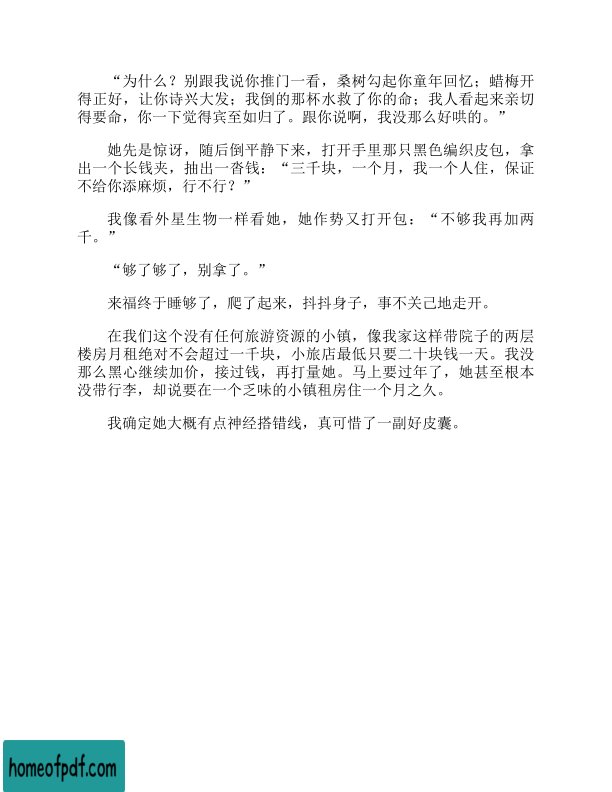 “为什么？别跟我说你推门一看，桑树勾起你童年回忆；蜡梅开
得正好，让你诗兴大发；我倒的那杯水救了你的命；我人看起来亲切
得要命，你一下觉得宾至如归了。跟你说啊，我没那么好哄的。”
她先是惊讶，随后倒平静下来，打开手里那只黑色编织皮包，拿
出一个长钱夹，抽出一沓钱：“三千块，一个月，我一个人住，保证
不给你添麻烦，行不行？”
我像看外星生物一样看她，她作势又打开包：“不够我再加两
千。”
“够了够了，别拿了。”
来福终于睡够了，爬了起来，抖抖身子，事不关己地走开。
在我们这个没有任何旅游资源的小镇，像我家这样带院子的两层
楼房月租绝对不会超过一千块，小旅店最低只要二十块钱一天。我没
那么黑心继续加价，接过钱，再打量她。马上要过年了，她甚至根本
没带行李，却说要在一个乏味的小镇租房住一个月之久。
我确定她大概有点神经搭错线，真可惜了一副好皮囊。
homeofpdf.com